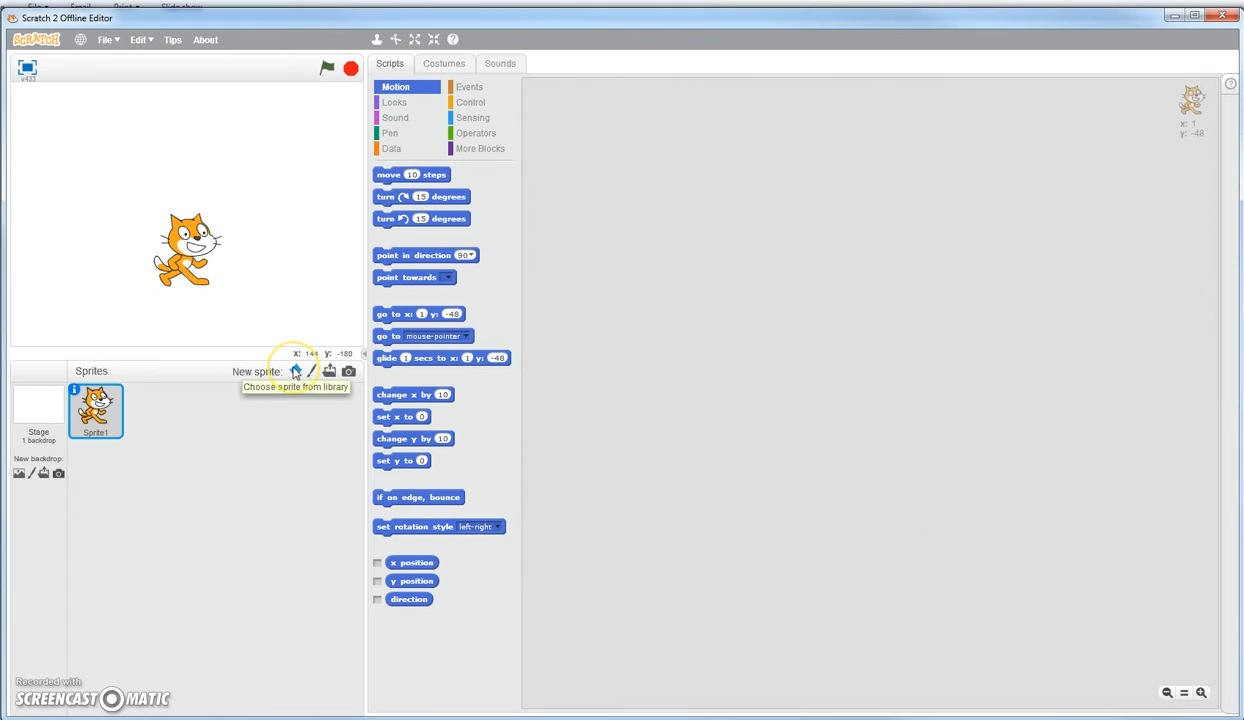 Scratch 2 Offline Editor
SCRATCH File Edit Tips About
v433
Scripts Costumes Sounds
Motion Events
Looks Control
Sound Sensing
Pen Operators
Data More Blocks
x: 1
y: -48
move 10 steps
turn 15 degrees
turn 15 degrees
point in direction 90
point towards
go to x: 1 y: -48
go to mouse-pointer
glide 1 secs to x: 1 y: -48
change x by 10
set x to 0
change y by 10
set y to 0
if on edge, bounce
set rotation style left-right
x position
y position
direction
x: 144 y: -180
Sprites New sprite:
Choose sprite from library
Sprite1
Stage
1 backdrop
New backdrop:
Recorded with
SCREENCAST MATIC